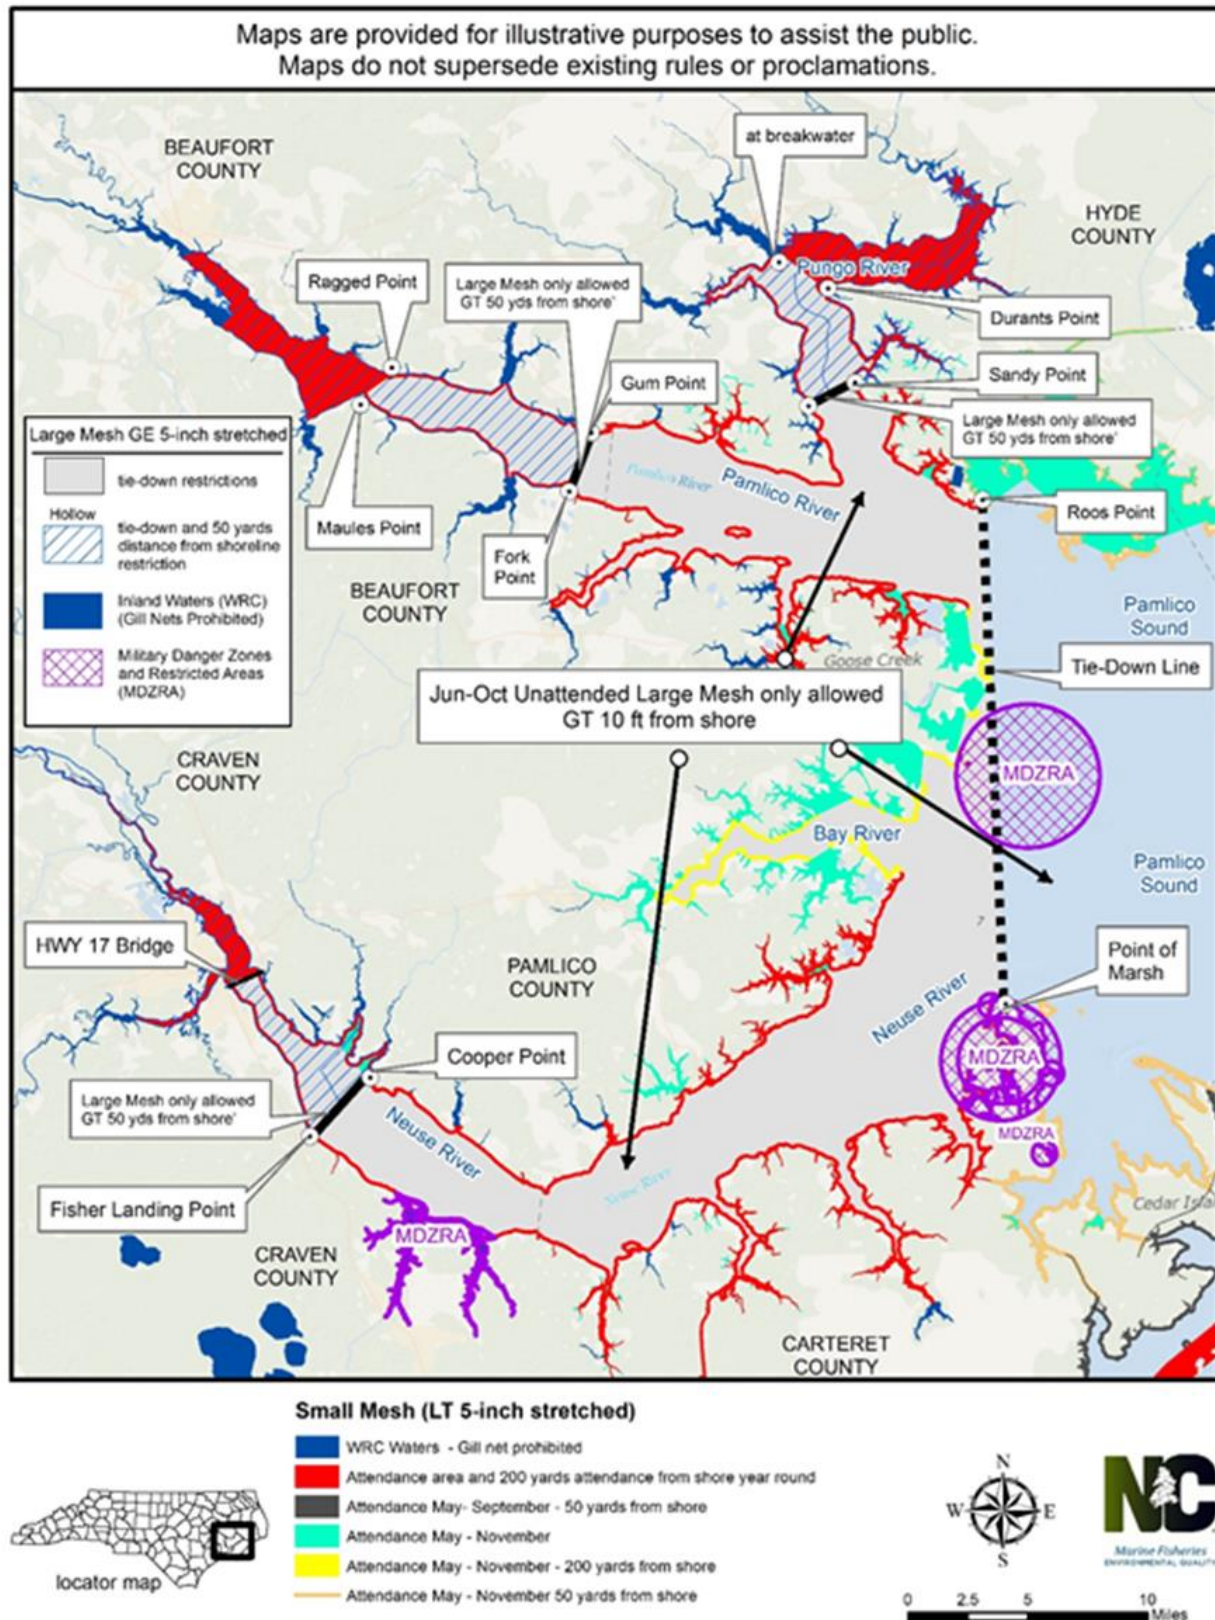 Maps are provided for illustrative purposes to assist the public.
Maps do not supersede existing rules or proclamations.
BEAUFORT
COUNTY
at breakwater
HYDE
COUNTY
Ragged Point
Large Mesh only allowed
GT 50 yds from shore'
Pungo River
Durants Point
Gum Point
Sandy Point
Large Mesh only allowed
GT 50 yds from shore'
Large Mesh GE 5-inch stretched
tie-down restrictions
Hollow
tie-down and 50 yards
distance from shoreline
restriction
Inland Waters (WRC)
(Gill Nets Prohibited)
Military Danger Zones
and Restricted Areas
(MDZRA)
Pamlico River
Pamlico River
Maules Point
Fork
Point
Roos Point
BEAUFORT
COUNTY
Pamlico
Sound
Goose Creek
Tie-Down Line
Jun-Oct Unattended Large Mesh only allowed
GT 10 ft from shore
CRAVEN
COUNTY
MDZRA
Bay River
Pamlico
Sound
7
HWY 17 Bridge
PAMLICO
COUNTY
Point of
Marsh
Neuse River
Cooper Point
MDZRA
Large Mesh only allowed
GT 50 yds from shore'
Neuse River
MDZRA
Neuse River
Fisher Landing Point
Cedar Isla
MDZRA
CRAVEN
COUNTY
CARTERET
COUNTY
Small Mesh (LT 5-inch stretched)
WRC Waters - Gill net prohibited
Attendance area and 200 yards attendance from shore year round
Attendance May- September - 50 yards from shore
Attendance May - November
Attendance May - November - 200 yards from shore
Attendance May - November 50 yards from shore
locator map
N
W
E
S
NC
Marine Fisheries
ENVIRONMENTAL QUALITY
0 2.5 5 10
Miles